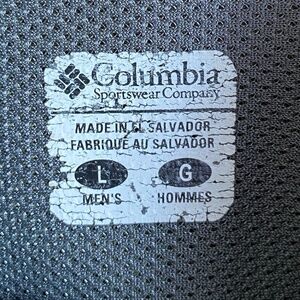 Columbia
Sportswear Company
MADE IN EL SALVADOR
FABRIQUÉ AU SALVADOR
L G
MEN'S HOMMES